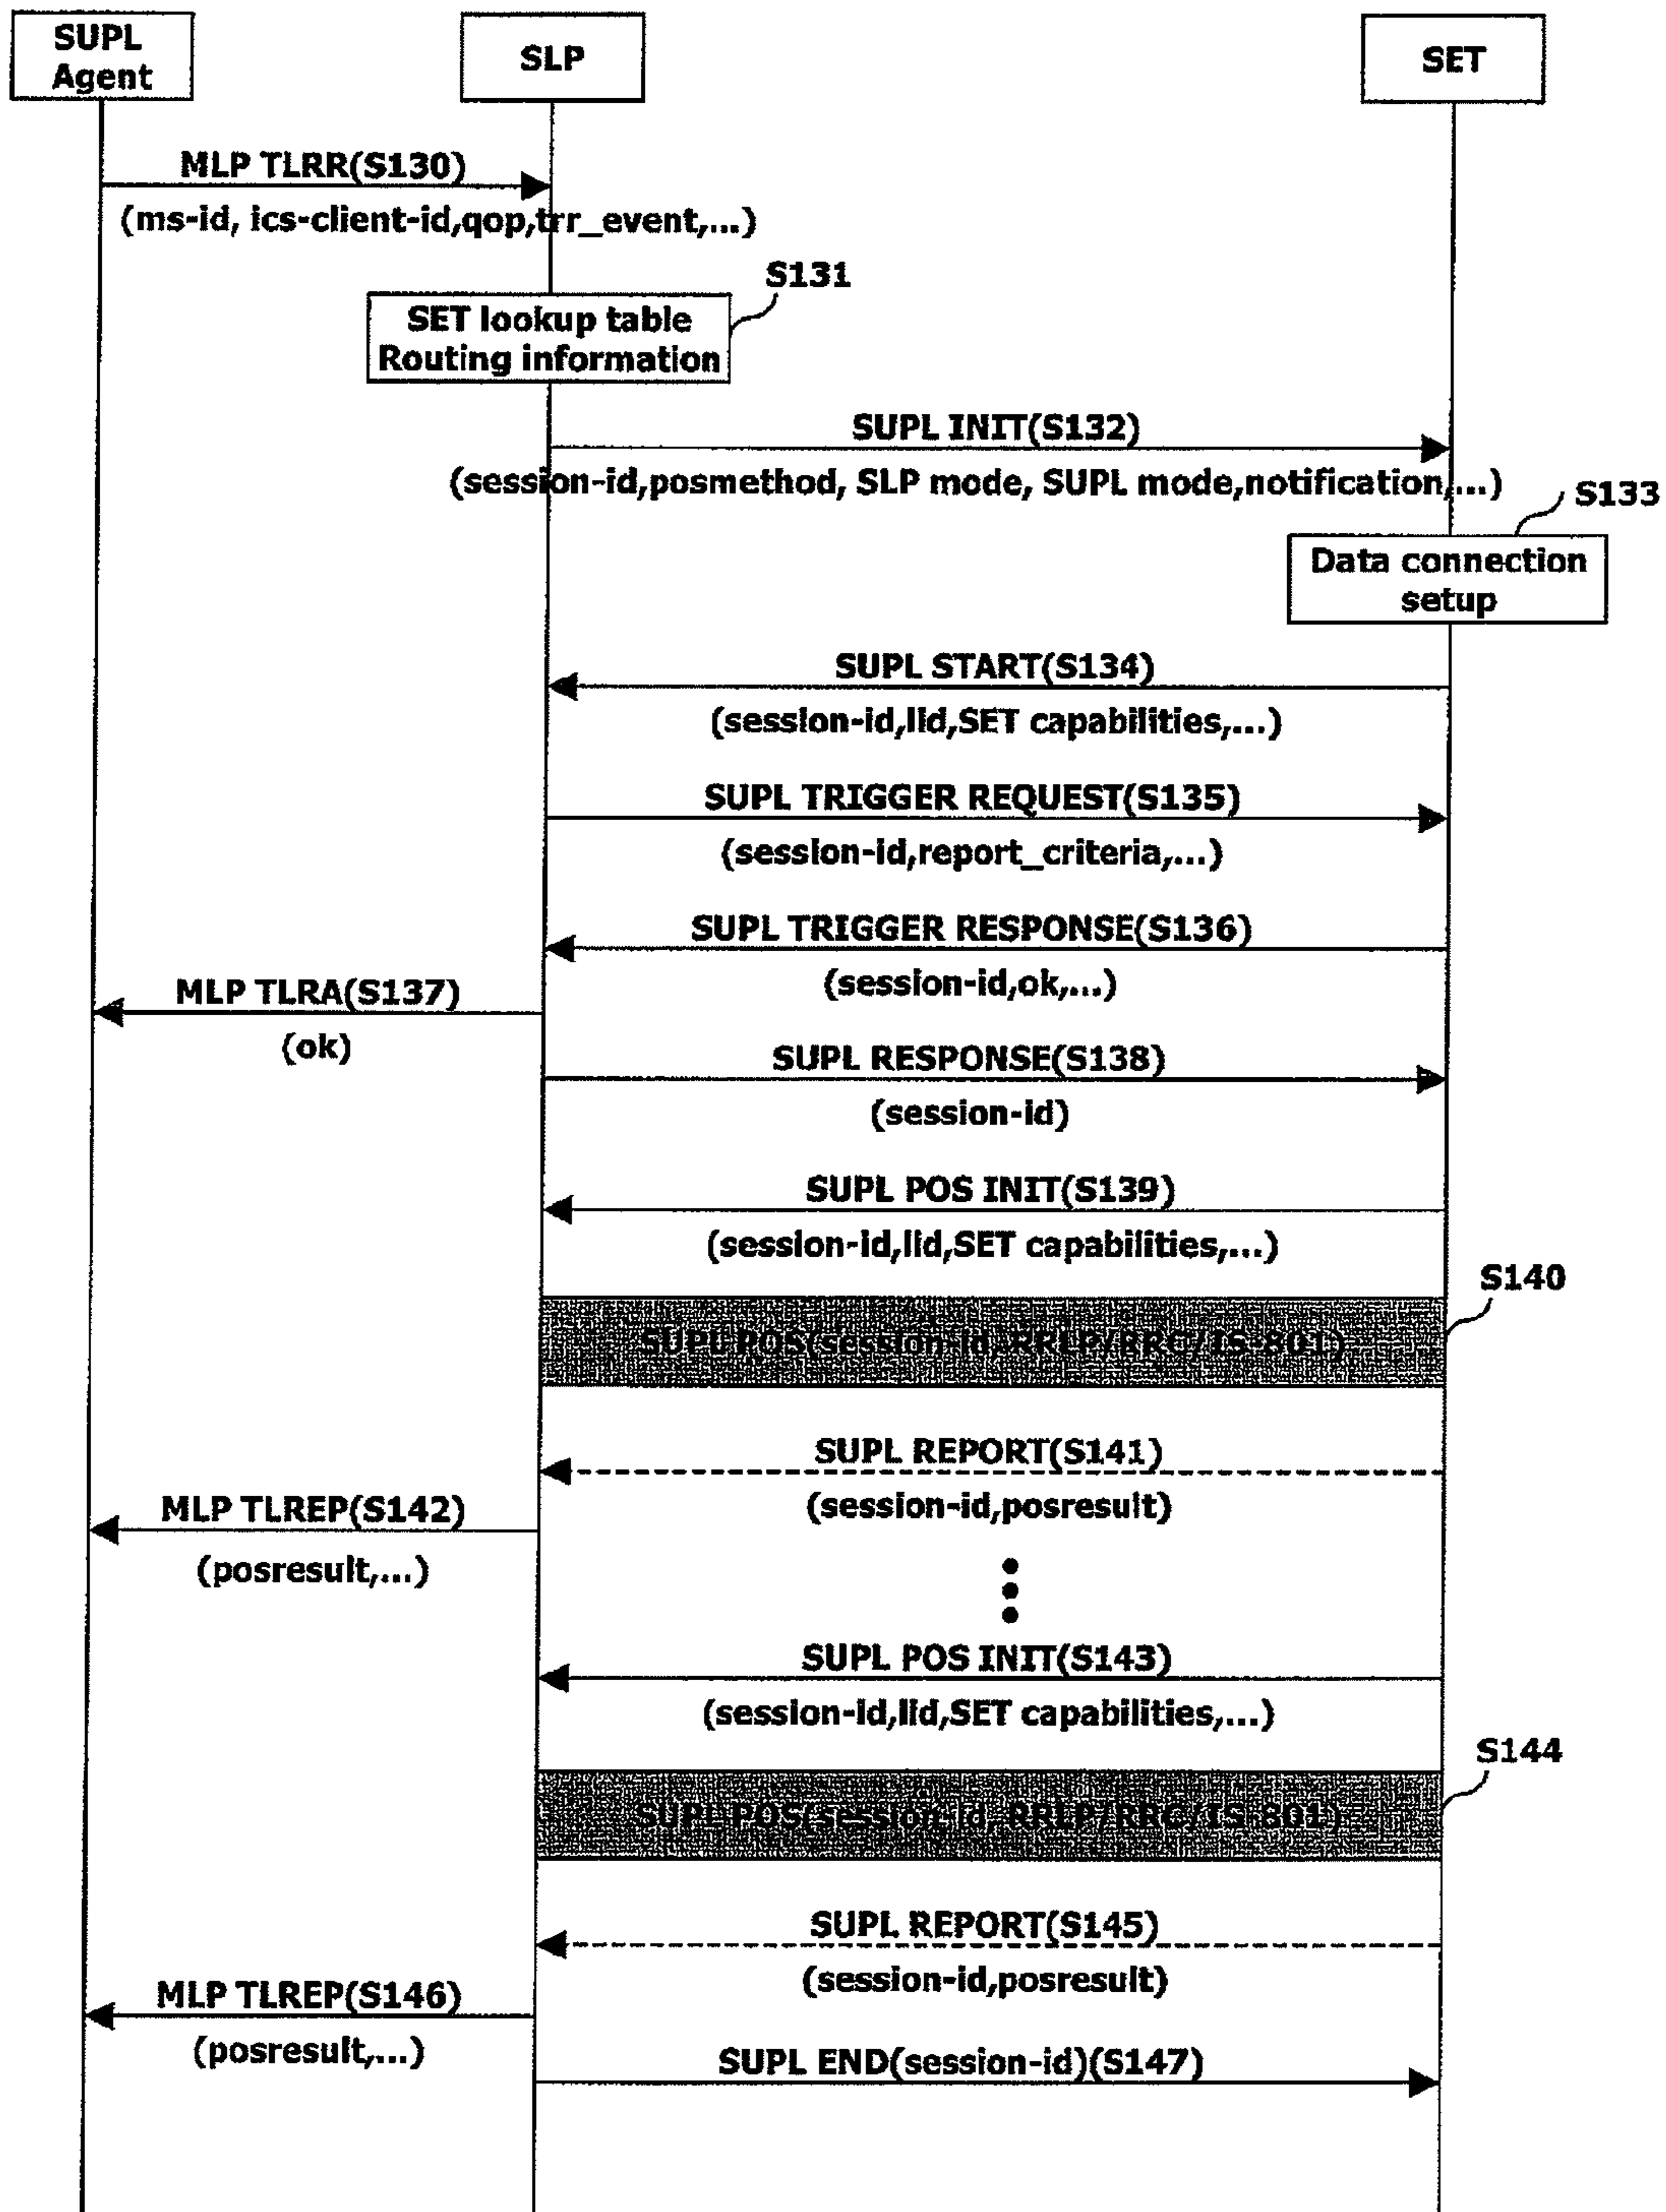 SUPL
Agent
SLP
SET
MLP TLRR(S130)
(ms-id, ics-client-id,qop,trr_event,...)
S131
SET lookup table
Routing information
SUPL INIT(S132)
(session-id,posmethod, SLP mode, SUPL mode,notification,...)
S133
Data connection
setup
SUPL START(S134)
(session-id,lid,SET capabilities,...)
SUPL TRIGGER REQUEST(S135)
(session-id,report_criteria,...)
SUPL TRIGGER RESPONSE(S136)
(session-id,ok,...)
MLP TLRA(S137)
(ok)
SUPL RESPONSE(S138)
(session-id)
SUPL POS INIT(S139)
(session-id,lid,SET capabilities,...)
S140
SUPL POS(session-id, RRLP/RRC/IS-801)
SUPL REPORT(S141)
(session-id,posresult)
MLP TLREP(S142)
(posresult,...)
SUPL POS INIT(S143)
(session-id,lid,SET capabilities,...)
S144
SUPL POS(session-id, RRLP/RRC/IS-801)
SUPL REPORT(S145)
(session-id,posresult)
MLP TLREP(S146)
(posresult,...)
SUPL END(session-id)(S147)